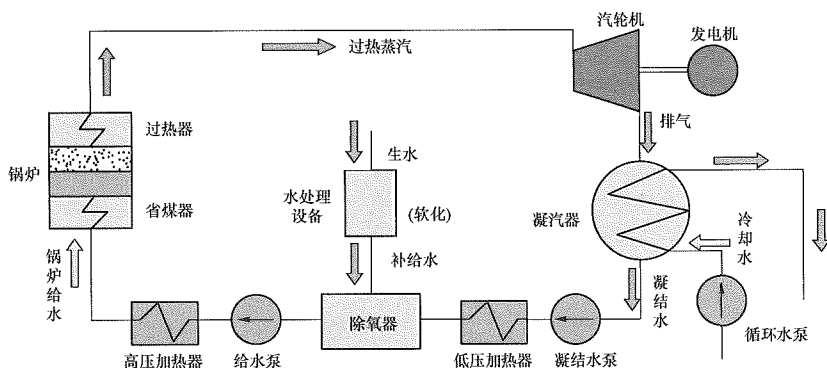 汽轮机
发电机
过热蒸汽
过热器
排气
锅炉
生水
水处理
设备
(软化)
凝汽器
冷却水
省煤器
锅炉给水
补给水
凝结水
除氧器
循环水泵
高压加热器
给水泵
低压加热器
凝结水泵